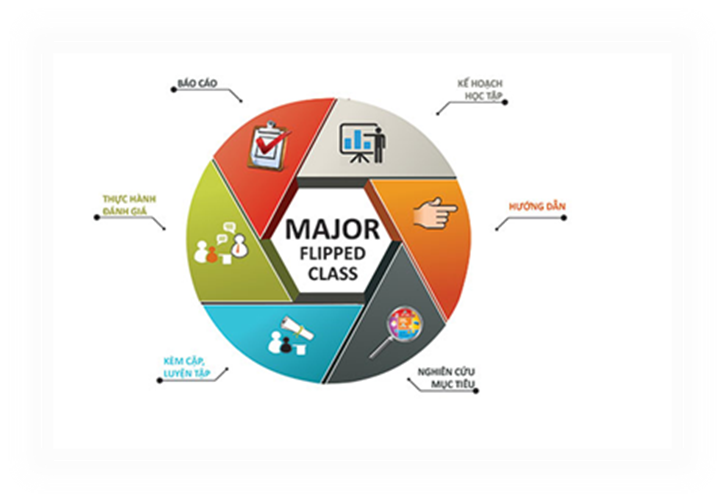 BÁO CÁO
KẾ HOẠCH
HỌC TẬP
THỰC HÀNH
ĐÁNH GIÁ
HƯỚNG DẪN
MAJOR
FLIPPED
CLASS
KÈM CẶP,
LUYỆN TẬP
NGHIÊN CỨU
MỤC TIÊU